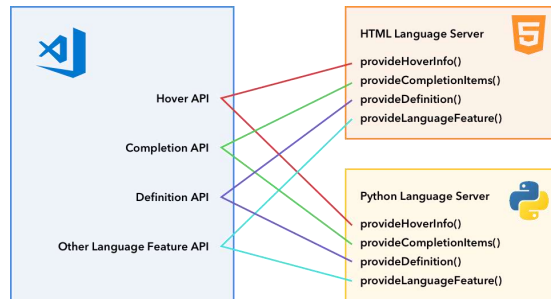 Hover API
Completion API
Definition API
Other Language Feature API
HTML Language Server
5
provideHoverInfo()
provideCompletionItems()
provideDefinition()
provideLanguageFeature()
Python Language Server
provideHoverInfo()
provideCompletionItems()
provideDefinition()
provideLanguageFeature()